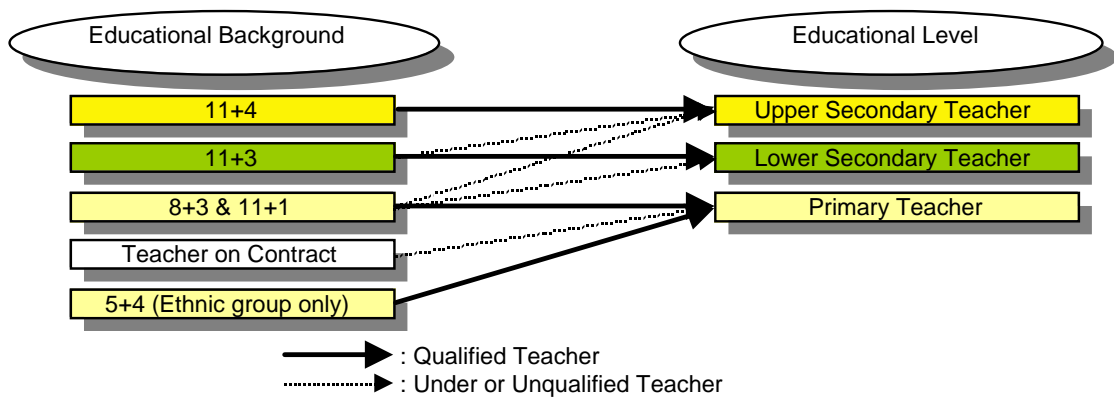 Educational Background
Educational Level
11+4
Upper Secondary Teacher
11+3
Lower Secondary Teacher
8+3 & 11+1
Primary Teacher
Teacher on Contract
5+4 (Ethnic group only)
: Qualified Teacher
: Under or Unqualified Teacher